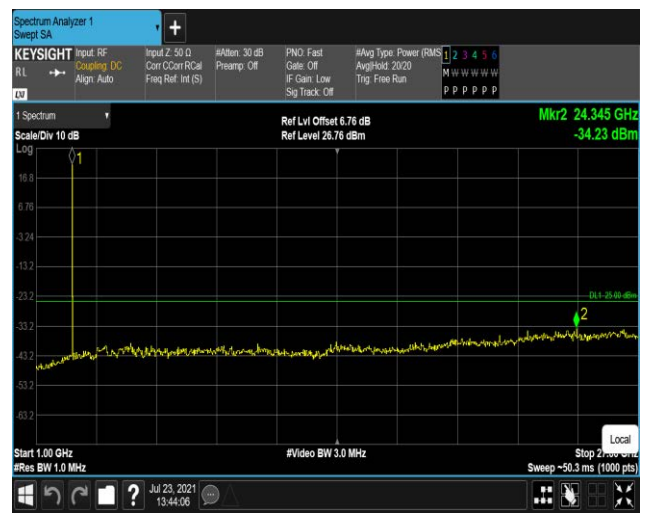 Spectrum Analyzer 1
Swept SA
+
KEYSIGHT
RL
LXI
Input: RF
Coupling: DC
Align: Auto
Input Z: 50 Ω
Corr CCorr RCal
Freq Ref: Int (S)
#Atten: 30 dB
Preamp: Off
PNO: Fast
Gate: Off
IF Gain: Low
Sig Track: Off
#Avg Type: Power (RMS
Avg|Hold: 20/20
Trig: Free Run
1 2 3 4 5 6
M W W W W W
P P P P P P
1 Spectrum
Scale/Div 10 dB
Ref Lvl Offset 6.76 dB
Ref Level 26.76 dBm
Mkr2 24.345 GHz
-34.23 dBm
Log
1
16.8
6.76
-3.24
-13.2
-23.2
DL1 -25.00 dBm
2
-33.2
-43.2
-53.2
-63.2
Local
Start 1.00 GHz
#Video BW 3.0 MHz
Stop 27.00 GHz
#Res BW 1.0 MHz
Sweep ~50.3 ms (1000 pts)
?
Jul 23, 2021
13:44:06